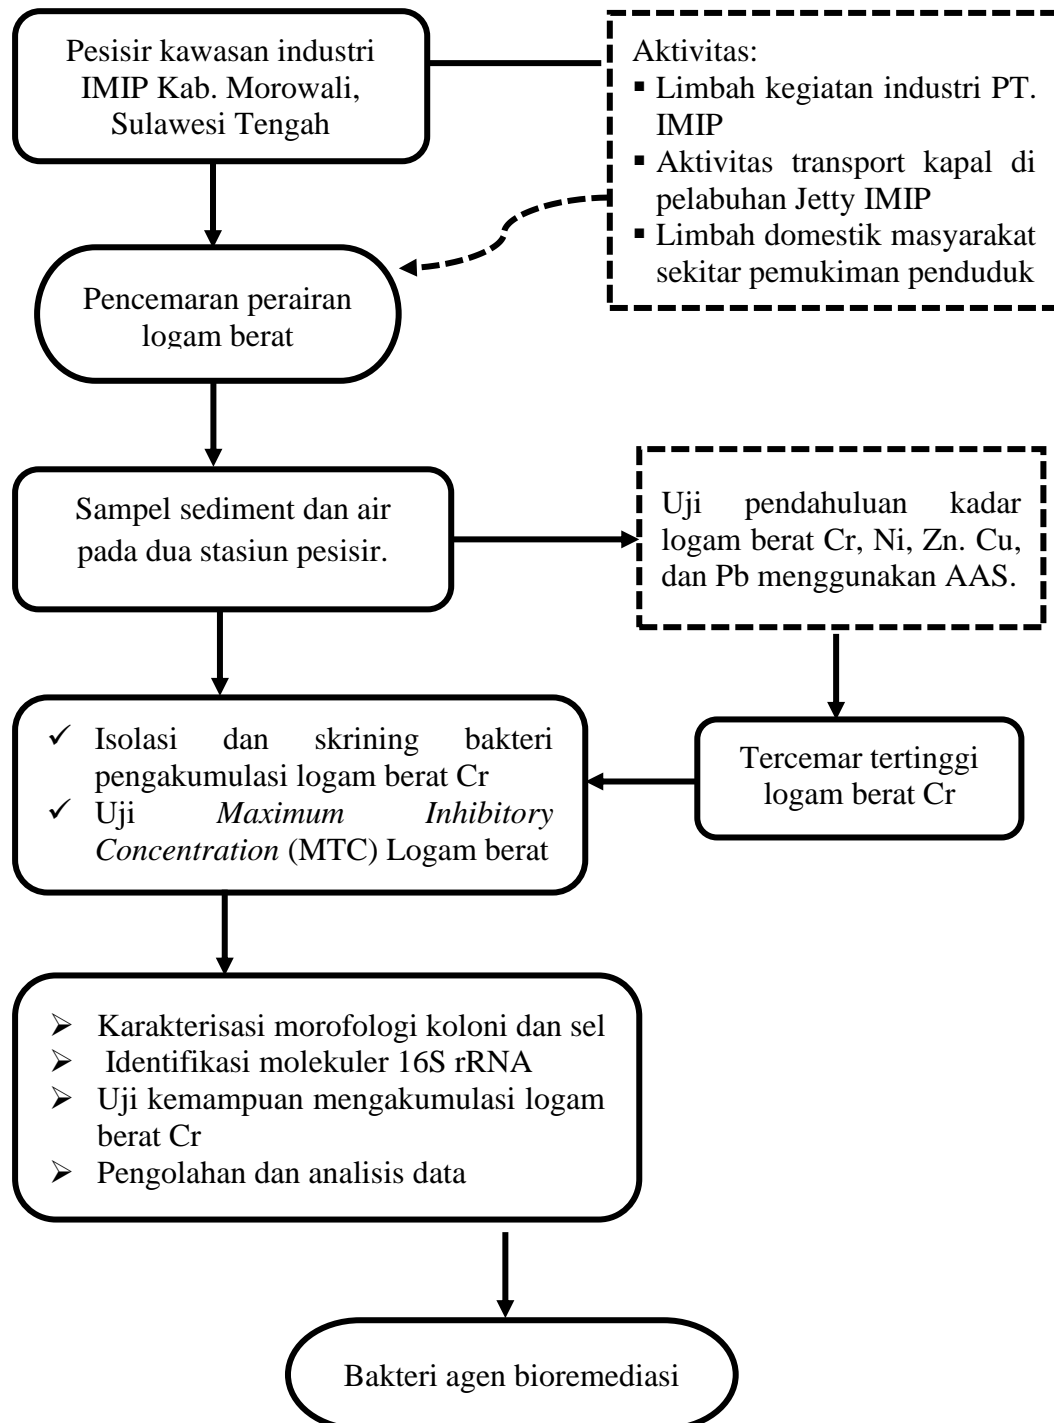 Pesisir kawasan industri
IMIP Kab. Morowali,
Sulawesi Tengah
Aktivitas:
▪ Limbah kegiatan industri PT.
IMIP
▪ Aktivitas transport kapal di
pelabuhan Jetty IMIP
▪ Limbah domestik masyarakat
sekitar pemukiman penduduk
Pencemaran perairan
logam berat
Sampel sediment dan air
pada dua stasiun pesisir.
Uji pendahuluan kadar
logam berat Cr, Ni, Zn. Cu,
dan Pb menggunakan AAS.
Tercemar tertinggi
logam berat Cr
✓ Isolasi dan skrining bakteri
pengakumulasi logam berat Cr
✓ Uji Maximum Inhibitory
Concentration (MTC) Logam berat
➢ Karakterisasi morofologi koloni dan sel
➢ Identifikasi molekuler 16S rRNA
➢ Uji kemampuan mengakumulasi logam
berat Cr
➢ Pengolahan dan analisis data
Bakteri agen bioremediasi